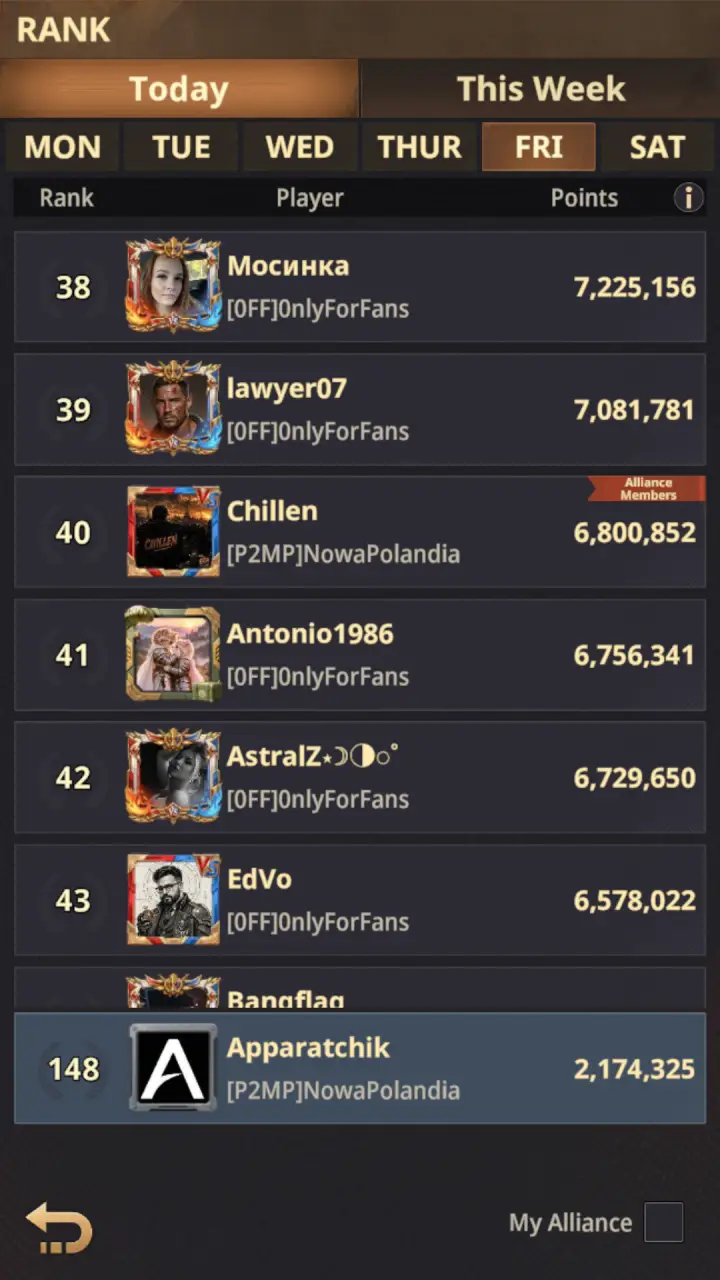 RANK
Today
This Week
MON
TUE
WED
THUR
FRI
SAT
Rank
Player
Points
38
Мосинка
[0FF]0nlyForFans
7,225,156
39
lawyer07
[0FF]0nlyForFans
7,081,781
Alliance
Members
40
CHILLEN
Chillen
[P2MP]NowaPolandia
6,800,852
41
Antonio1986
[0FF]0nlyForFans
6,756,341
42
AstralZ⋆☽◑○°
[0FF]0nlyForFans
6,729,650
43
EdVo
[0FF]0nlyForFans
6,578,022
Bangflag
148
Apparatchik
[P2MP]NowaPolandia
2,174,325
My Alliance